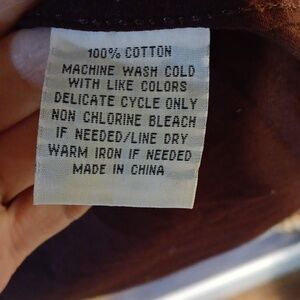 100% COTTON
MACHINE WASH COLD
WITH LIKE COLORS
DELICATE CYCLE ONLY
NON CHLORINE BLEACH
IF NEEDED/LINE DRY
WARM IRON IF NEEDED
MADE IN CHINA